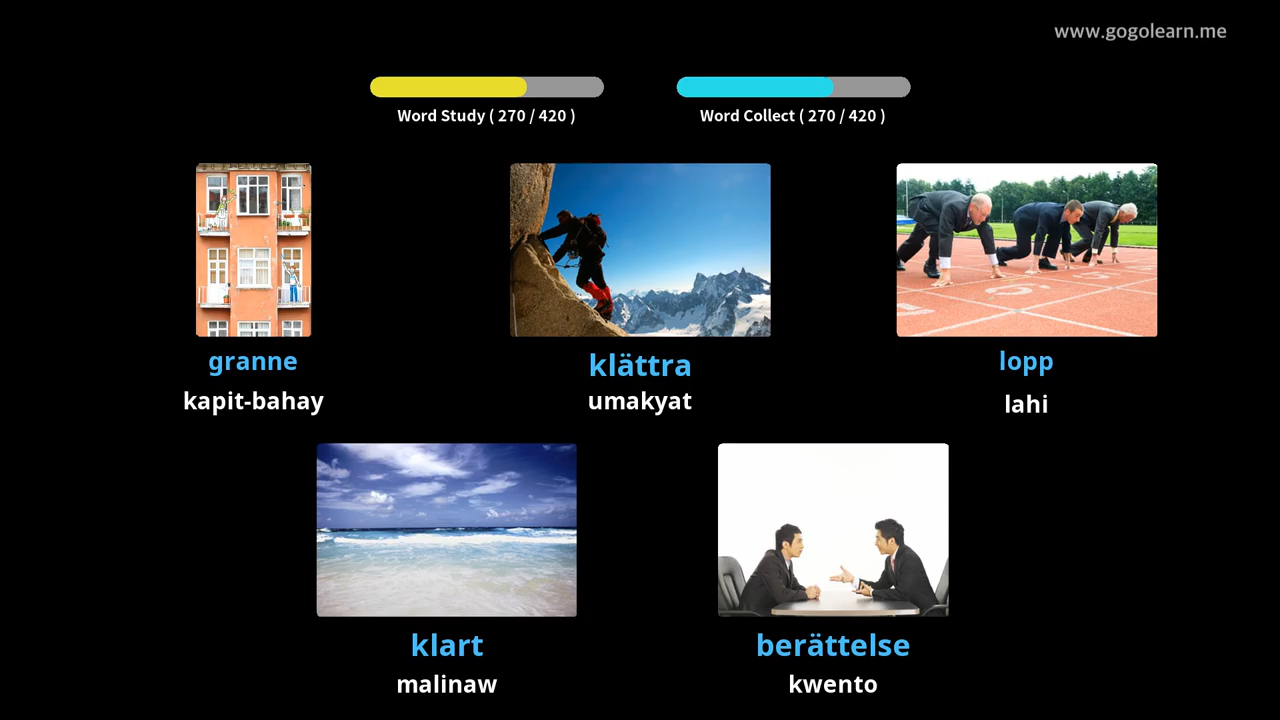 www.gogolearn.me
Word Study ( 270 / 420 )
Word Collect ( 270 / 420 )
granne
kapit-bahay
klättra
umakyat
lopp
lahi
klart
malinaw
berättelse
kwento